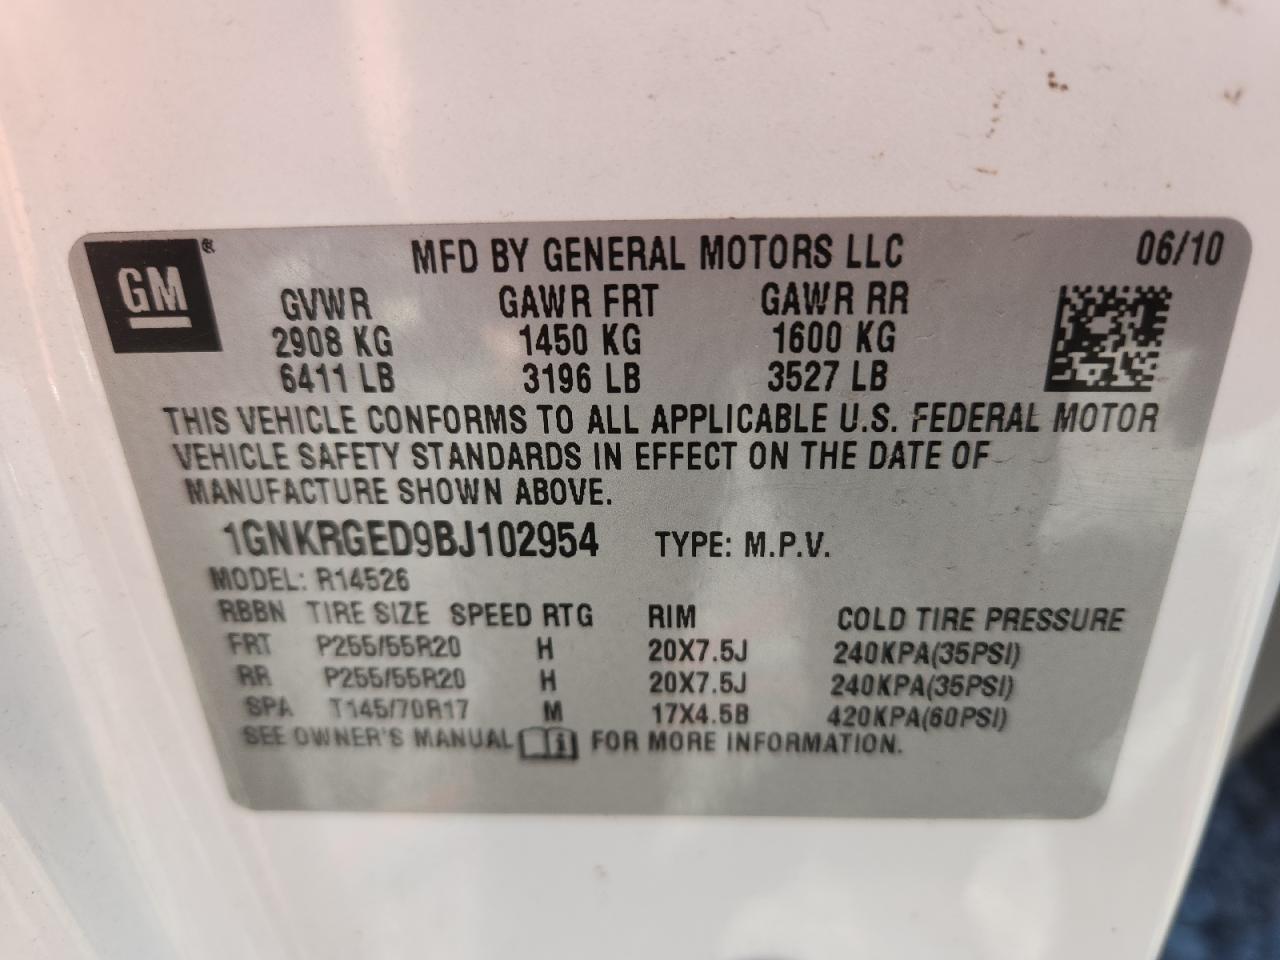 GM ® MFD BY GENERAL MOTORS LLC 06/10
GVWR GAWR FRT GAWR RR
2908 KG 1450 KG 1600 KG
6411 LB 3196 LB 3527 LB
THIS VEHICLE CONFORMS TO ALL APPLICABLE U.S. FEDERAL MOTOR
VEHICLE SAFETY STANDARDS IN EFFECT ON THE DATE OF
MANUFACTURE SHOWN ABOVE.
1GNKRGED9BJ102954 TYPE: M.P.V.
MODEL: R14526
RBBN TIRE SIZE SPEED RTG RIM COLD TIRE PRESSURE
FRT P255/55R20 H 20X7.5J 240KPA(35PSI)
RR P255/55R20 H 20X7.5J 240KPA(35PSI)
SPA T145/70R17 M 17X4.5B 420KPA(60PSI)
SEE OWNER'S MANUAL FOR MORE INFORMATION.